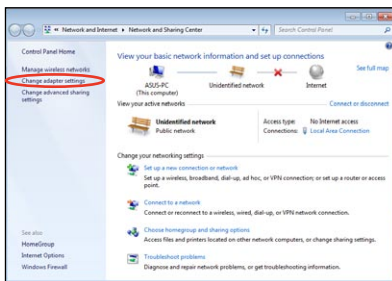 « Network and Internet ▸ Network and Sharing Center
Search Control Panel
Control Panel Home
Manage wireless networks
Change adapter settings
Change advanced sharing
settings
See also
HomeGroup
Internet Options
Windows Firewall
View your basic network information and set up connections
See full map
ASUS-PC
(This computer)
Unidentified network
Internet
View your active networks
Connect or disconnect
Unidentified network
Public network
Access type: No Internet access
Connections: Local Area Connection
Change your networking settings
Set up a new connection or network
Set up a wireless, broadband, dial-up, ad hoc, or VPN connection; or set up a router or access
point.
Connect to a network
Connect or reconnect to a wireless, wired, dial-up, or VPN network connection.
Choose homegroup and sharing options
Access files and printers located on other network computers, or change sharing settings.
Troubleshoot problems
Diagnose and repair network problems, or get troubleshooting information.